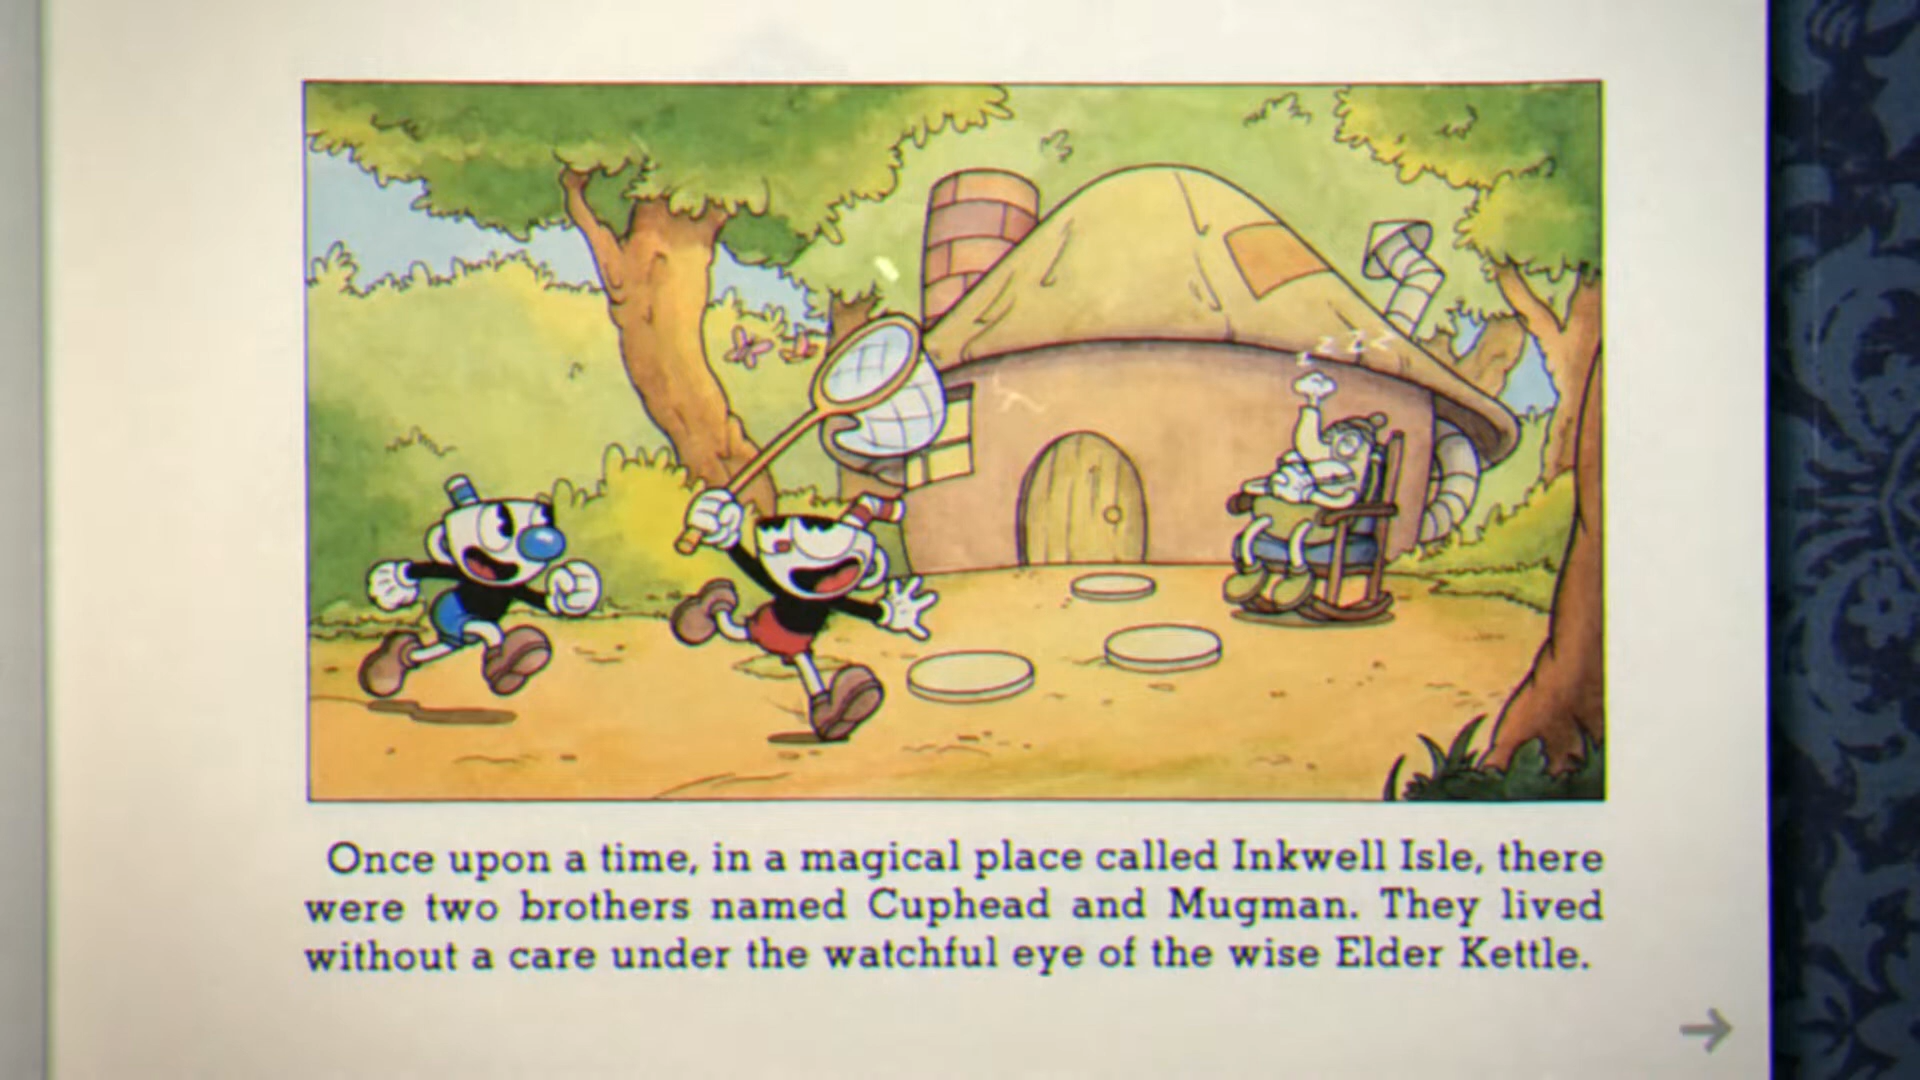 z z z z
Once upon a time, in a magical place called Inkwell Isle, there
were two brothers named Cuphead and Mugman. They lived
without a care under the watchful eye of the wise Elder Kettle.